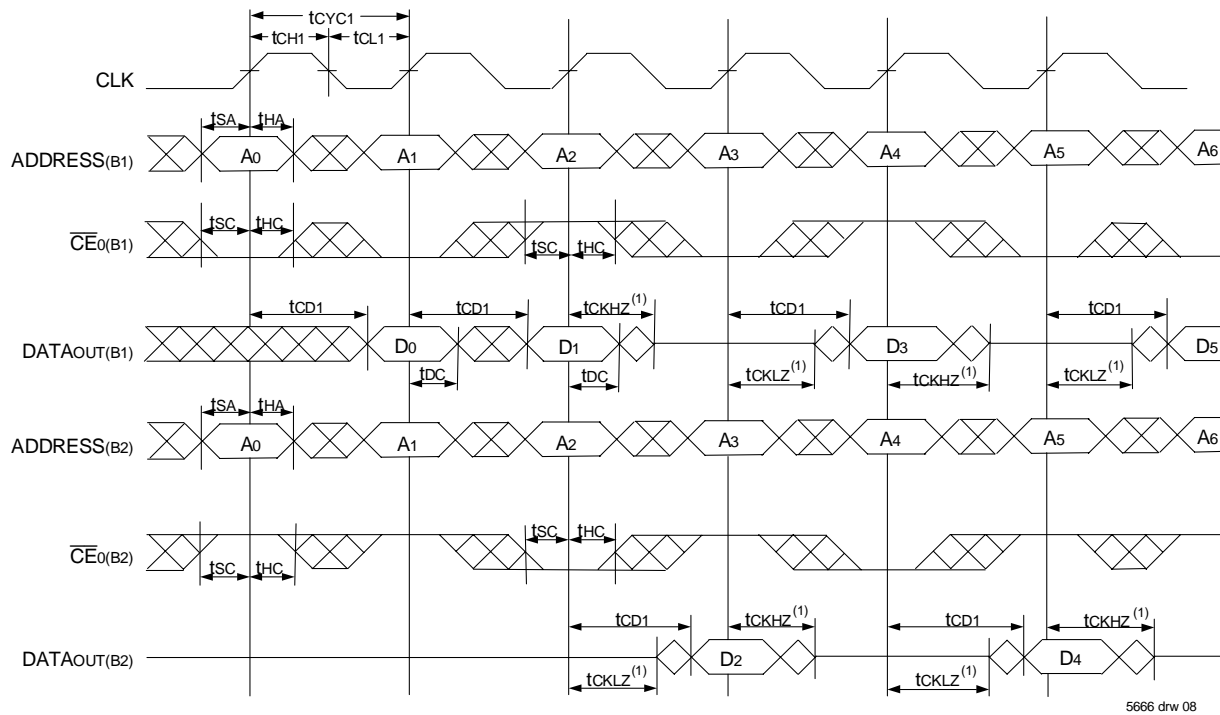 tCYC1
tCH1 tCL1
CLK
tSA tHA
ADDRESS(B1) A0 A1 A2 A3 A4 A5 A6
tSC tHC
CE0(B1) tSC tHC
tCD1 tCD1 tCKHZ(1) tCD1 tCD1
DATAOUT(B1) D0 D1 D3 D5
tDC tDC tCKLZ(1) tCKHZ(1) tCKLZ(1)
tSA tHA
ADDRESS(B2) A0 A1 A2 A3 A4 A5 A6
tSC tHC
CE0(B2)
tSC tHC
tCD1 tCKHZ(1) tCD1 tCKHZ(1)
DATAOUT(B2) D2 D4
tCKLZ(1) tCKLZ(1)
5666 drw 08